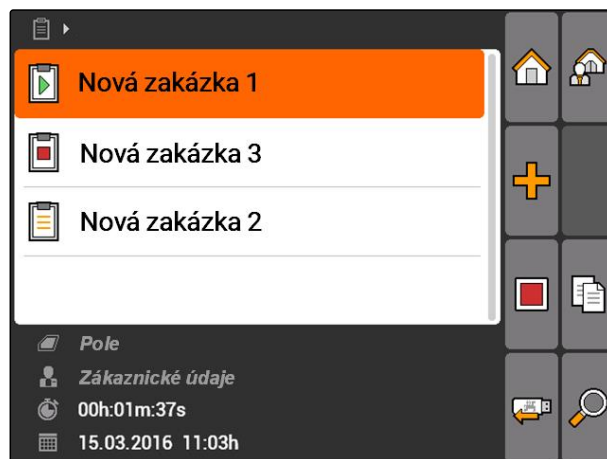 Nová zakázka 1
Nová zakázka 3
Nová zakázka 2
Pole
Zákaznické údaje
00h:01m:37s
15.03.2016 11:03h